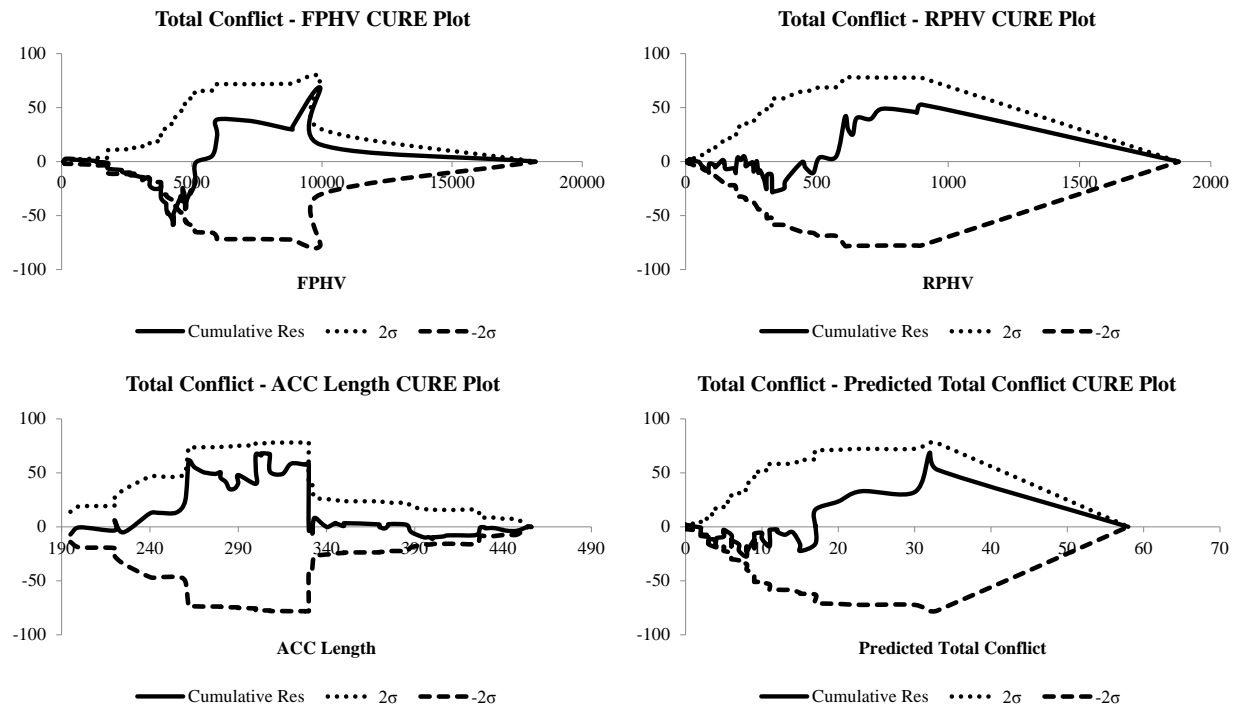 Total Conflict - FPHV CURE Plot
100
50
0
-50
-100
0 5000 10000 15000 20000
FPHV
Cumulative Res 2σ -2σ
Total Conflict - RPHV CURE Plot
100
50
0
-50
-100
0 500 1000 1500 2000
RPHV
Cumulative Res 2σ -2σ
Total Conflict - ACC Length CURE Plot
100
50
0
-50
-100
190 240 290 340 390 440 490
ACC Length
Cumulative Res 2σ -2σ
Total Conflict - Predicted Total Conflict CURE Plot
100
50
0
-50
-100
0 10 20 30 40 50 60 70
Predicted Total Conflict
Cumulative Res 2σ -2σ